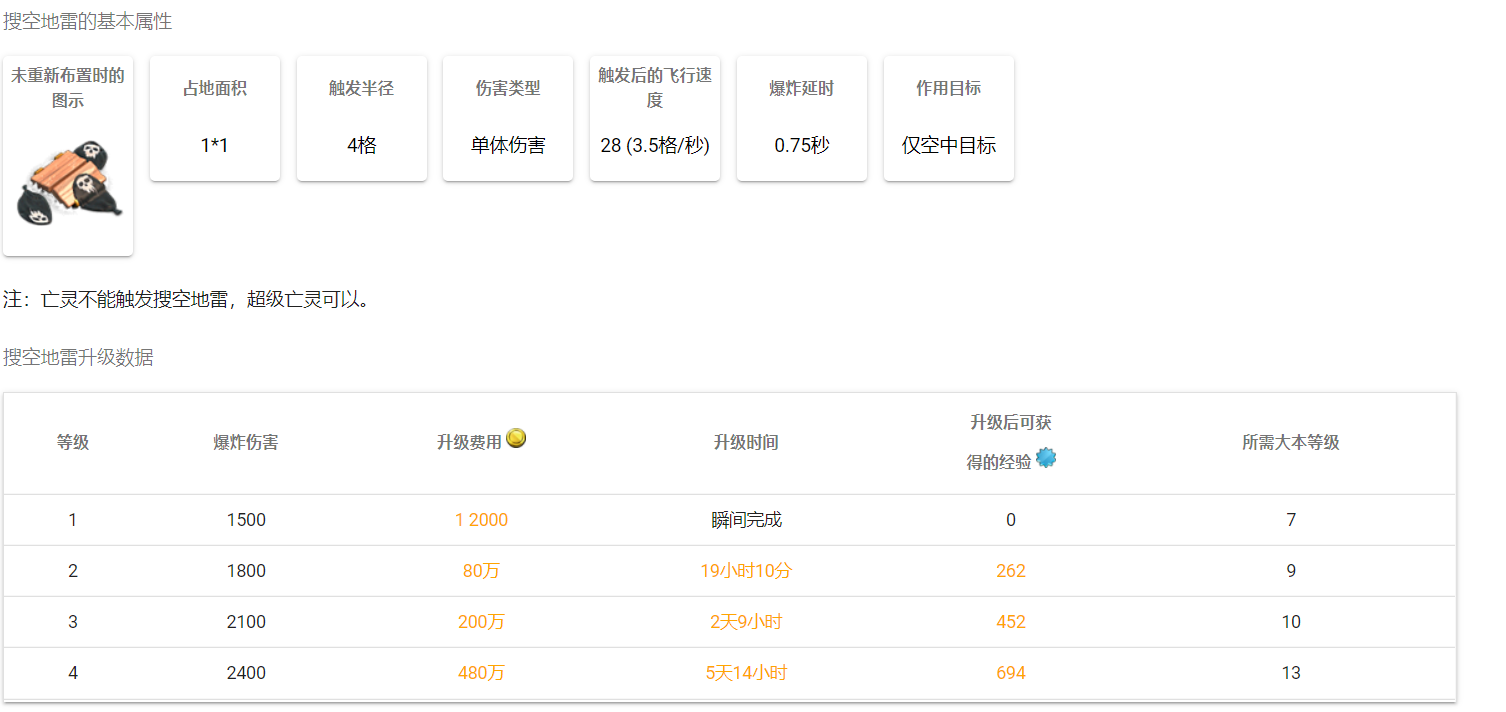 搜空地雷的基本属性
未重新布置时的
图示
占地面积
1*1
触发半径
4格
伤害类型
单体伤害
触发后的飞行速
度
28 (3.5格/秒)
爆炸延时
0.75秒
作用目标
仅空中目标
注：亡灵不能触发搜空地雷，超级亡灵可以。
搜空地雷升级数据
等级 爆炸伤害 升级费用 升级时间 升级后可获
得的经验 所需大本等级
1 1500 1 2000 瞬间完成 0 7
2 1800 80万 19小时10分 262 9
3 2100 200万 2天9小时 452 10
4 2400 480万 5天14小时 694 13